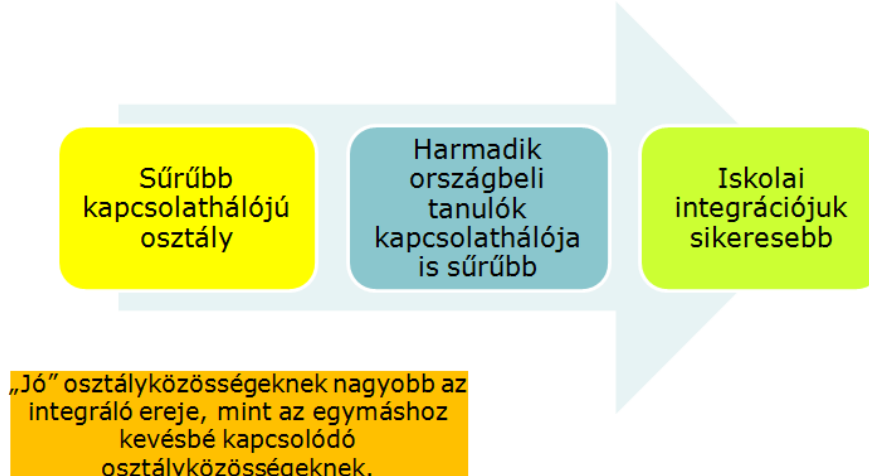 Sűrűbb
kapcsolathálójú
osztály
Harmadik
országbeli
tanulók
kapcsolathálója
is sűrűbb
Iskolai
integrációjuk
sikeresebb
„Jó” osztályközösségeknek nagyobb az
integráló ereje, mint az egymáshoz
kevésbé kapcsolódó
osztályközösségeknek.